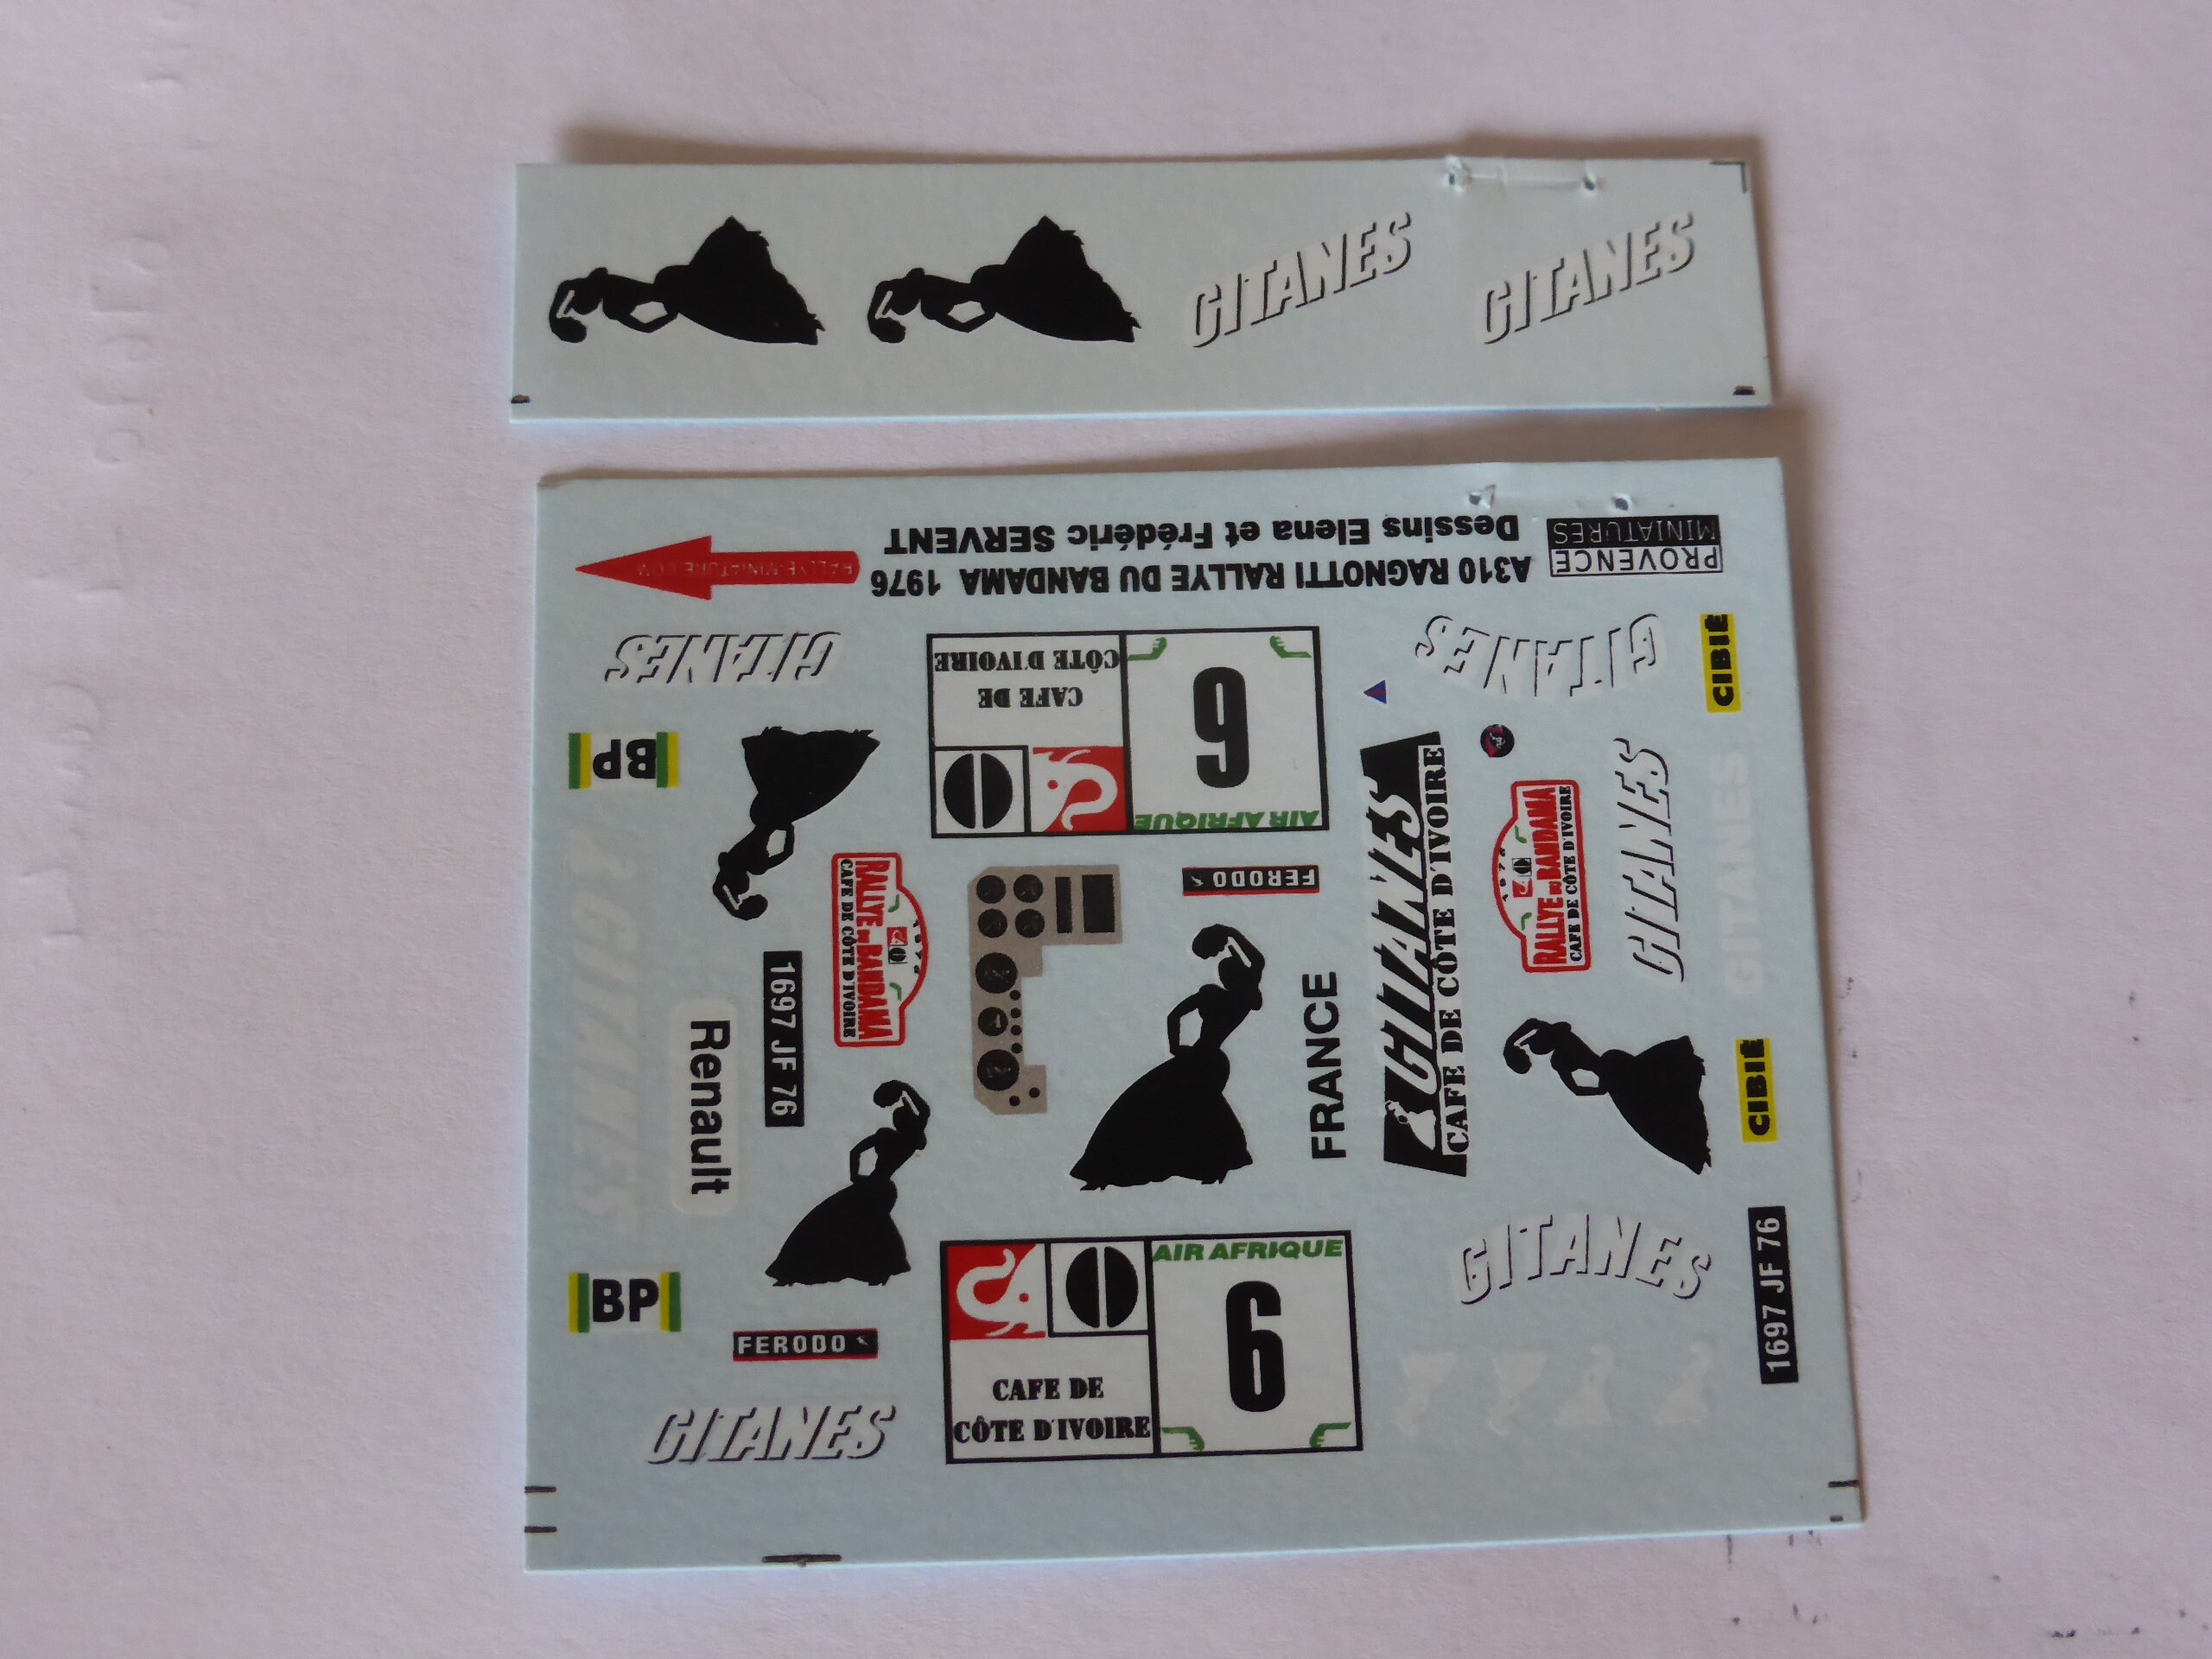 GITANES
GITANES
PROVENCE
MINIATURES
A310 RAGNOTTI RALLYE DU BANDAMA 1976
Dessins Elena et Frédéric SERVENT
RALLYE-MINIATURE.COM
GITANES
CAFE DE
CÔTE D'IVOIRE
6
AIR AFRIQUE
GITANES
CIBIÉ
BP
GITANES
RALLYE DU BANDAMA
CAFE DE CÔTE D'IVOIRE
FERODO
GITANES
CAFE DE CÔTE D'IVOIRE
RALLYE DU BANDAMA
CAFE DE CÔTE D'IVOIRE
GITANES
GITANES
1697 JF 76
Renault
FRANCE
CIBIÉ
BP
FERODO
GITANES
AIR AFRIQUE
6
CAFE DE
CÔTE D'IVOIRE
GITANES
1697 JF 76